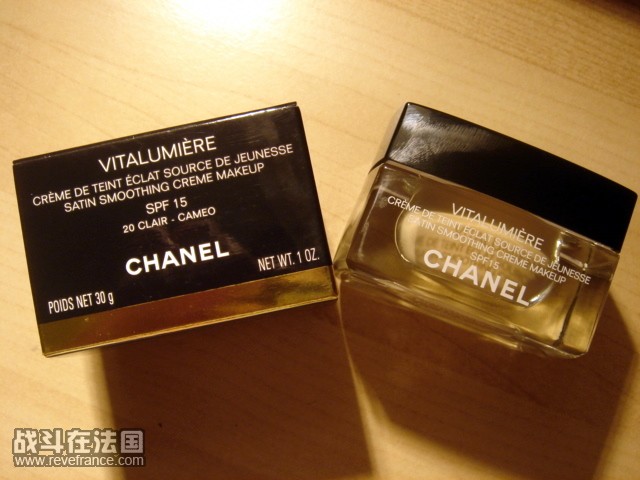 VITALUMIÈRE
CRÈME DE TEINT ÉCLAT SOURCE DE JEUNESSE
SATIN SMOOTHING CREME MAKEUP
SPF 15
20 CLAIR - CAMEO
CHANEL
POIDS NET 30 g
NET WT. 1 OZ.
VITALUMIÈRE
CRÈME DE TEINT ÉCLAT SOURCE DE JEUNESSE
SATIN SMOOTHING CREME MAKEUP
SPF15
CHANEL
战斗在法国
www.revefrance.com